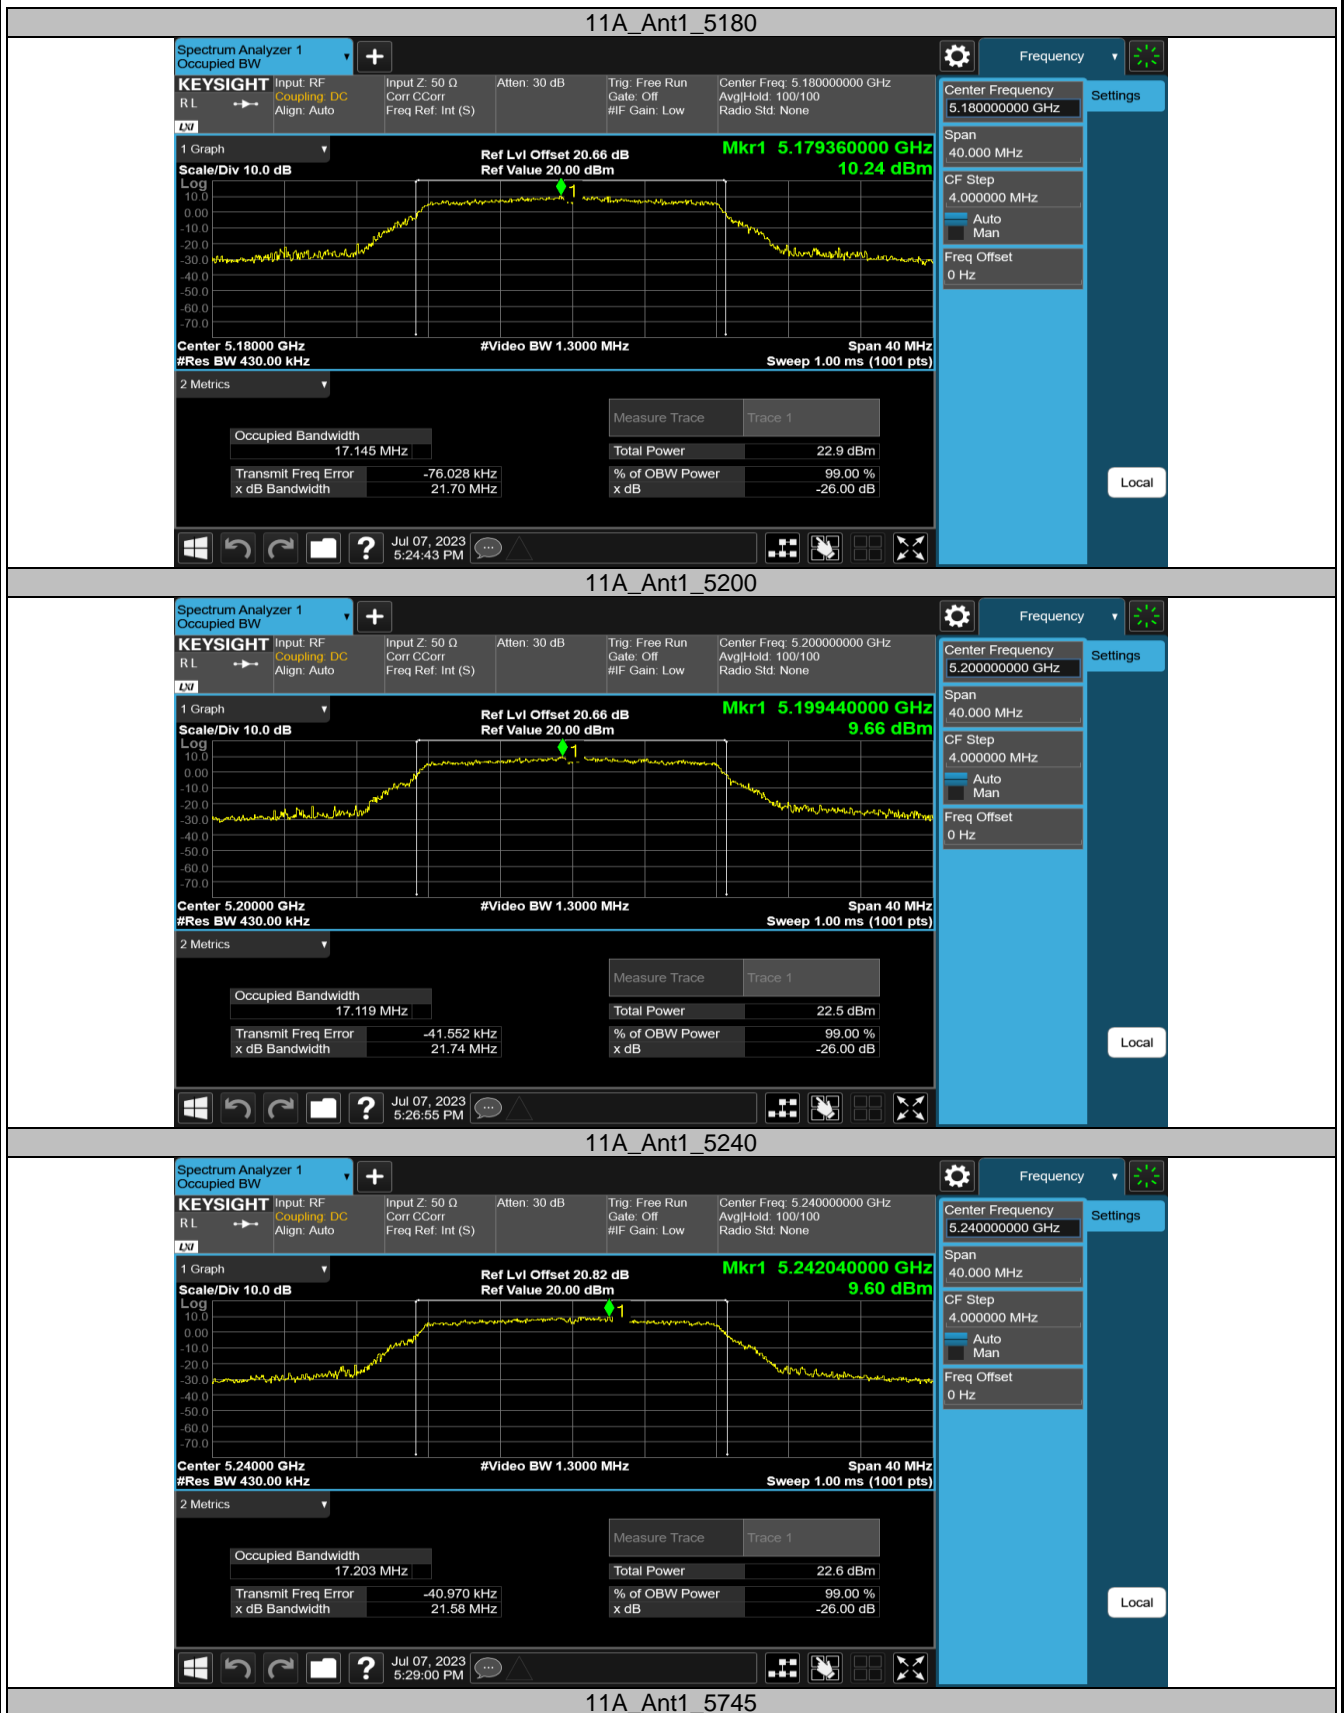 11A_Ant1_5180
Spectrum Analyzer 1
Occupied BW
Frequency
KEYSIGHT
R L
LXI
Input: RF
Coupling: DC
Align: Auto
Input Z: 50 Ω
Corr CCorr
Freq Ref: Int (S)
Atten: 30 dB
Trig: Free Run
Gate: Off
#IF Gain: Low
Center Freq: 5.180000000 GHz
Avg|Hold: 100/100
Radio Std: None
Center Frequency
5.180000000 GHz
Settings
Span
40.000 MHz
CF Step
4.000000 MHz
Auto
Man
Freq Offset
0 Hz
Local
1 Graph
Scale/Div 10.0 dB
Ref Lvl Offset 20.66 dB
Ref Value 20.00 dBm
Mkr1 5.179360000 GHz
10.24 dBm
Log
10.0
0.00
-10.0
-20.0
-30.0
-40.0
-50.0
-60.0
-70.0
1
Center 5.18000 GHz
#Res BW 430.00 kHz
#Video BW 1.3000 MHz
Span 40 MHz
Sweep 1.00 ms (1001 pts)
2 Metrics
Measure Trace Trace 1
Occupied Bandwidth
17.145 MHz
Total Power 22.9 dBm
Transmit Freq Error -76.028 kHz
% of OBW Power 99.00 %
x dB Bandwidth 21.70 MHz
x dB -26.00 dB
?
Jul 07, 2023
5:24:43 PM
11A_Ant1_5200
Spectrum Analyzer 1
Occupied BW
Frequency
KEYSIGHT
R L
LXI
Input: RF
Coupling: DC
Align: Auto
Input Z: 50 Ω
Corr CCorr
Freq Ref: Int (S)
Atten: 30 dB
Trig: Free Run
Gate: Off
#IF Gain: Low
Center Freq: 5.200000000 GHz
Avg|Hold: 100/100
Radio Std: None
Center Frequency
5.200000000 GHz
Settings
Span
40.000 MHz
CF Step
4.000000 MHz
Auto
Man
Freq Offset
0 Hz
Local
1 Graph
Scale/Div 10.0 dB
Ref Lvl Offset 20.66 dB
Ref Value 20.00 dBm
Mkr1 5.199440000 GHz
9.66 dBm
Log
10.0
0.00
-10.0
-20.0
-30.0
-40.0
-50.0
-60.0
-70.0
1
Center 5.20000 GHz
#Res BW 430.00 kHz
#Video BW 1.3000 MHz
Span 40 MHz
Sweep 1.00 ms (1001 pts)
2 Metrics
Measure Trace Trace 1
Occupied Bandwidth
17.119 MHz
Total Power 22.5 dBm
Transmit Freq Error -41.552 kHz
% of OBW Power 99.00 %
x dB Bandwidth 21.74 MHz
x dB -26.00 dB
?
Jul 07, 2023
5:26:55 PM
11A_Ant1_5240
Spectrum Analyzer 1
Occupied BW
Frequency
KEYSIGHT
R L
LXI
Input: RF
Coupling: DC
Align: Auto
Input Z: 50 Ω
Corr CCorr
Freq Ref: Int (S)
Atten: 30 dB
Trig: Free Run
Gate: Off
#IF Gain: Low
Center Freq: 5.240000000 GHz
Avg|Hold: 100/100
Radio Std: None
Center Frequency
5.240000000 GHz
Settings
Span
40.000 MHz
CF Step
4.000000 MHz
Auto
Man
Freq Offset
0 Hz
Local
1 Graph
Scale/Div 10.0 dB
Ref Lvl Offset 20.82 dB
Ref Value 20.00 dBm
Mkr1 5.242040000 GHz
9.60 dBm
Log
10.0
0.00
-10.0
-20.0
-30.0
-40.0
-50.0
-60.0
-70.0
1
Center 5.24000 GHz
#Res BW 430.00 kHz
#Video BW 1.3000 MHz
Span 40 MHz
Sweep 1.00 ms (1001 pts)
2 Metrics
Measure Trace Trace 1
Occupied Bandwidth
17.203 MHz
Total Power 22.6 dBm
Transmit Freq Error -40.970 kHz
% of OBW Power 99.00 %
x dB Bandwidth 21.58 MHz
x dB -26.00 dB
?
Jul 07, 2023
5:29:00 PM
11A_Ant1_5745